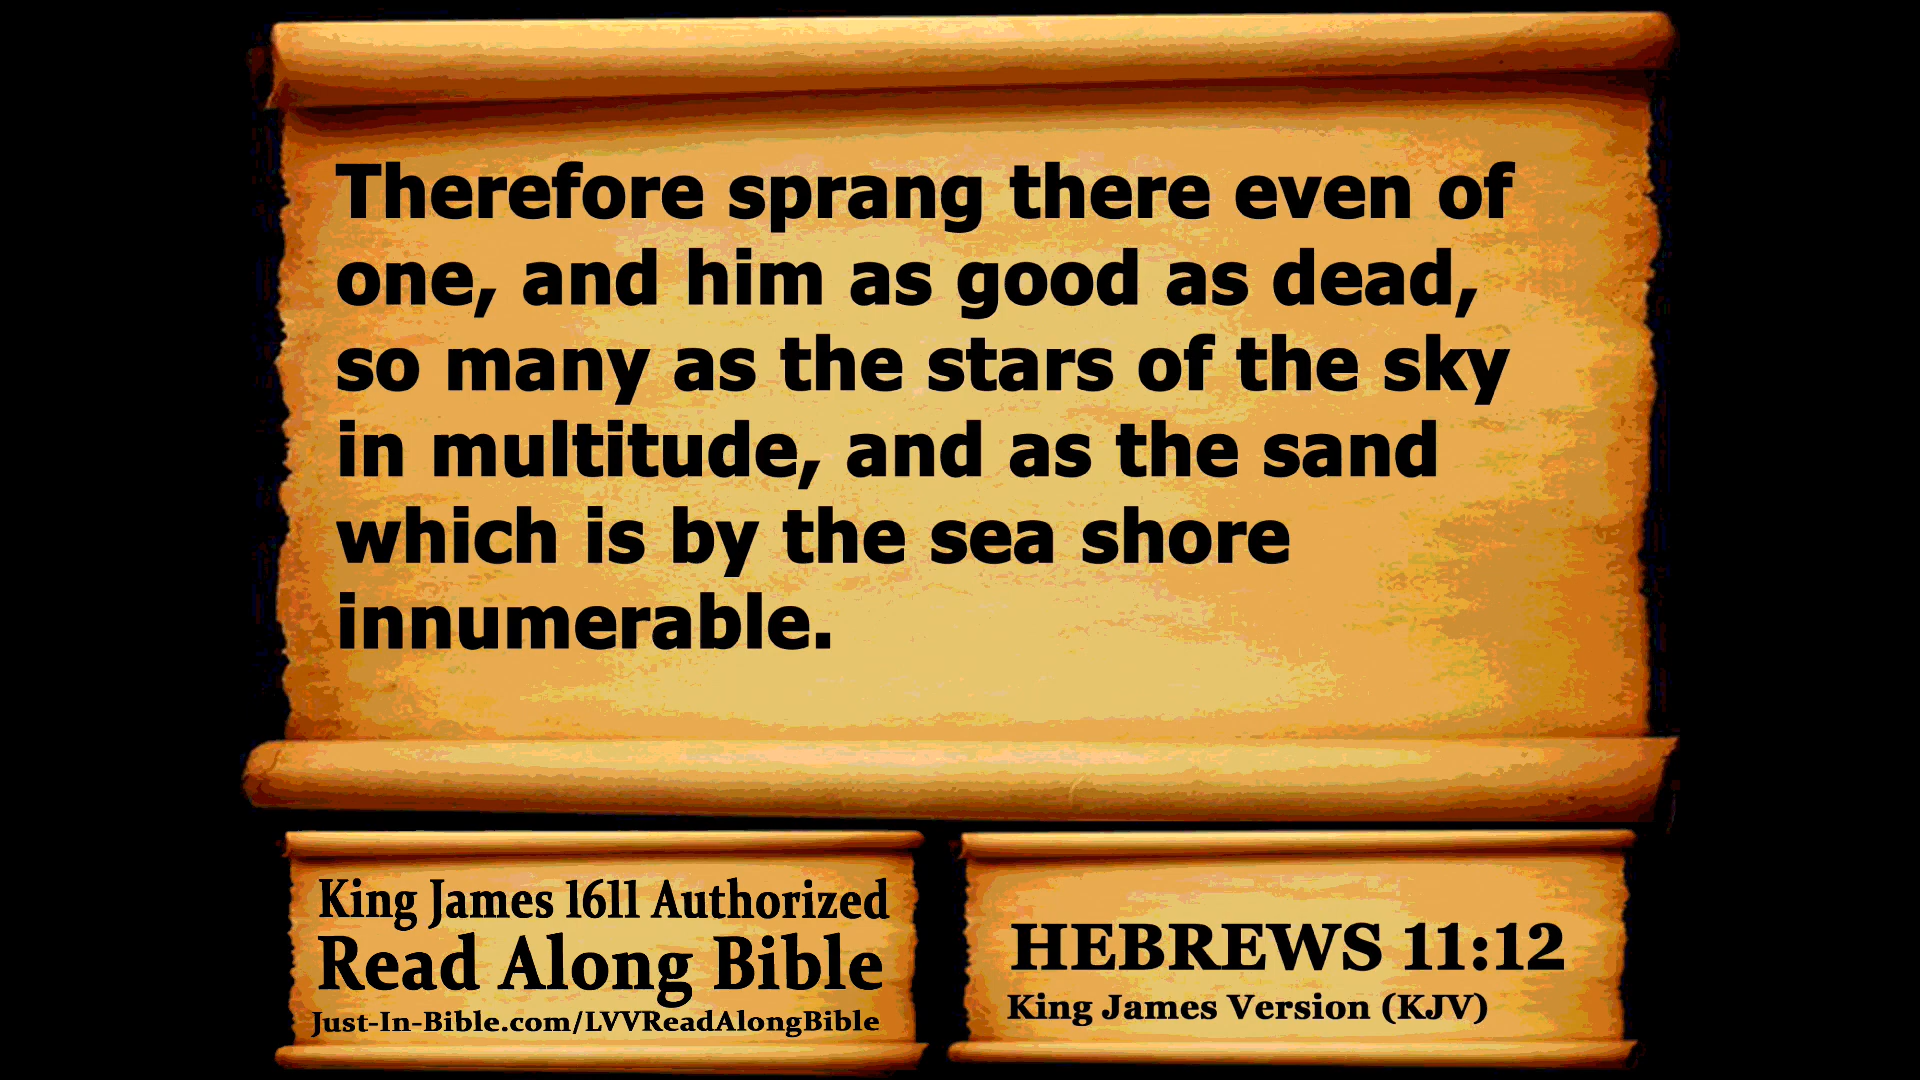 Therefore sprang there even of
one, and him as good as dead,
so many as the stars of the sky
in multitude, and as the sand
which is by the sea shore
innumerable.
King James 1611 Authorized
Read Along Bible
Just-In-Bible.com/LVVReadAlongBible
HEBREWS 11:12
King James Version (KJV)